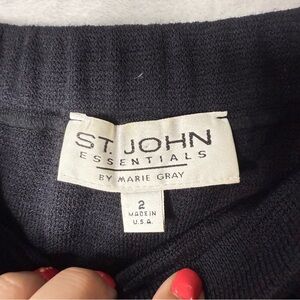 ST. JOHN
ESSENTIALS
BY MARIE GRAY
2
MADE IN
U.S.A.